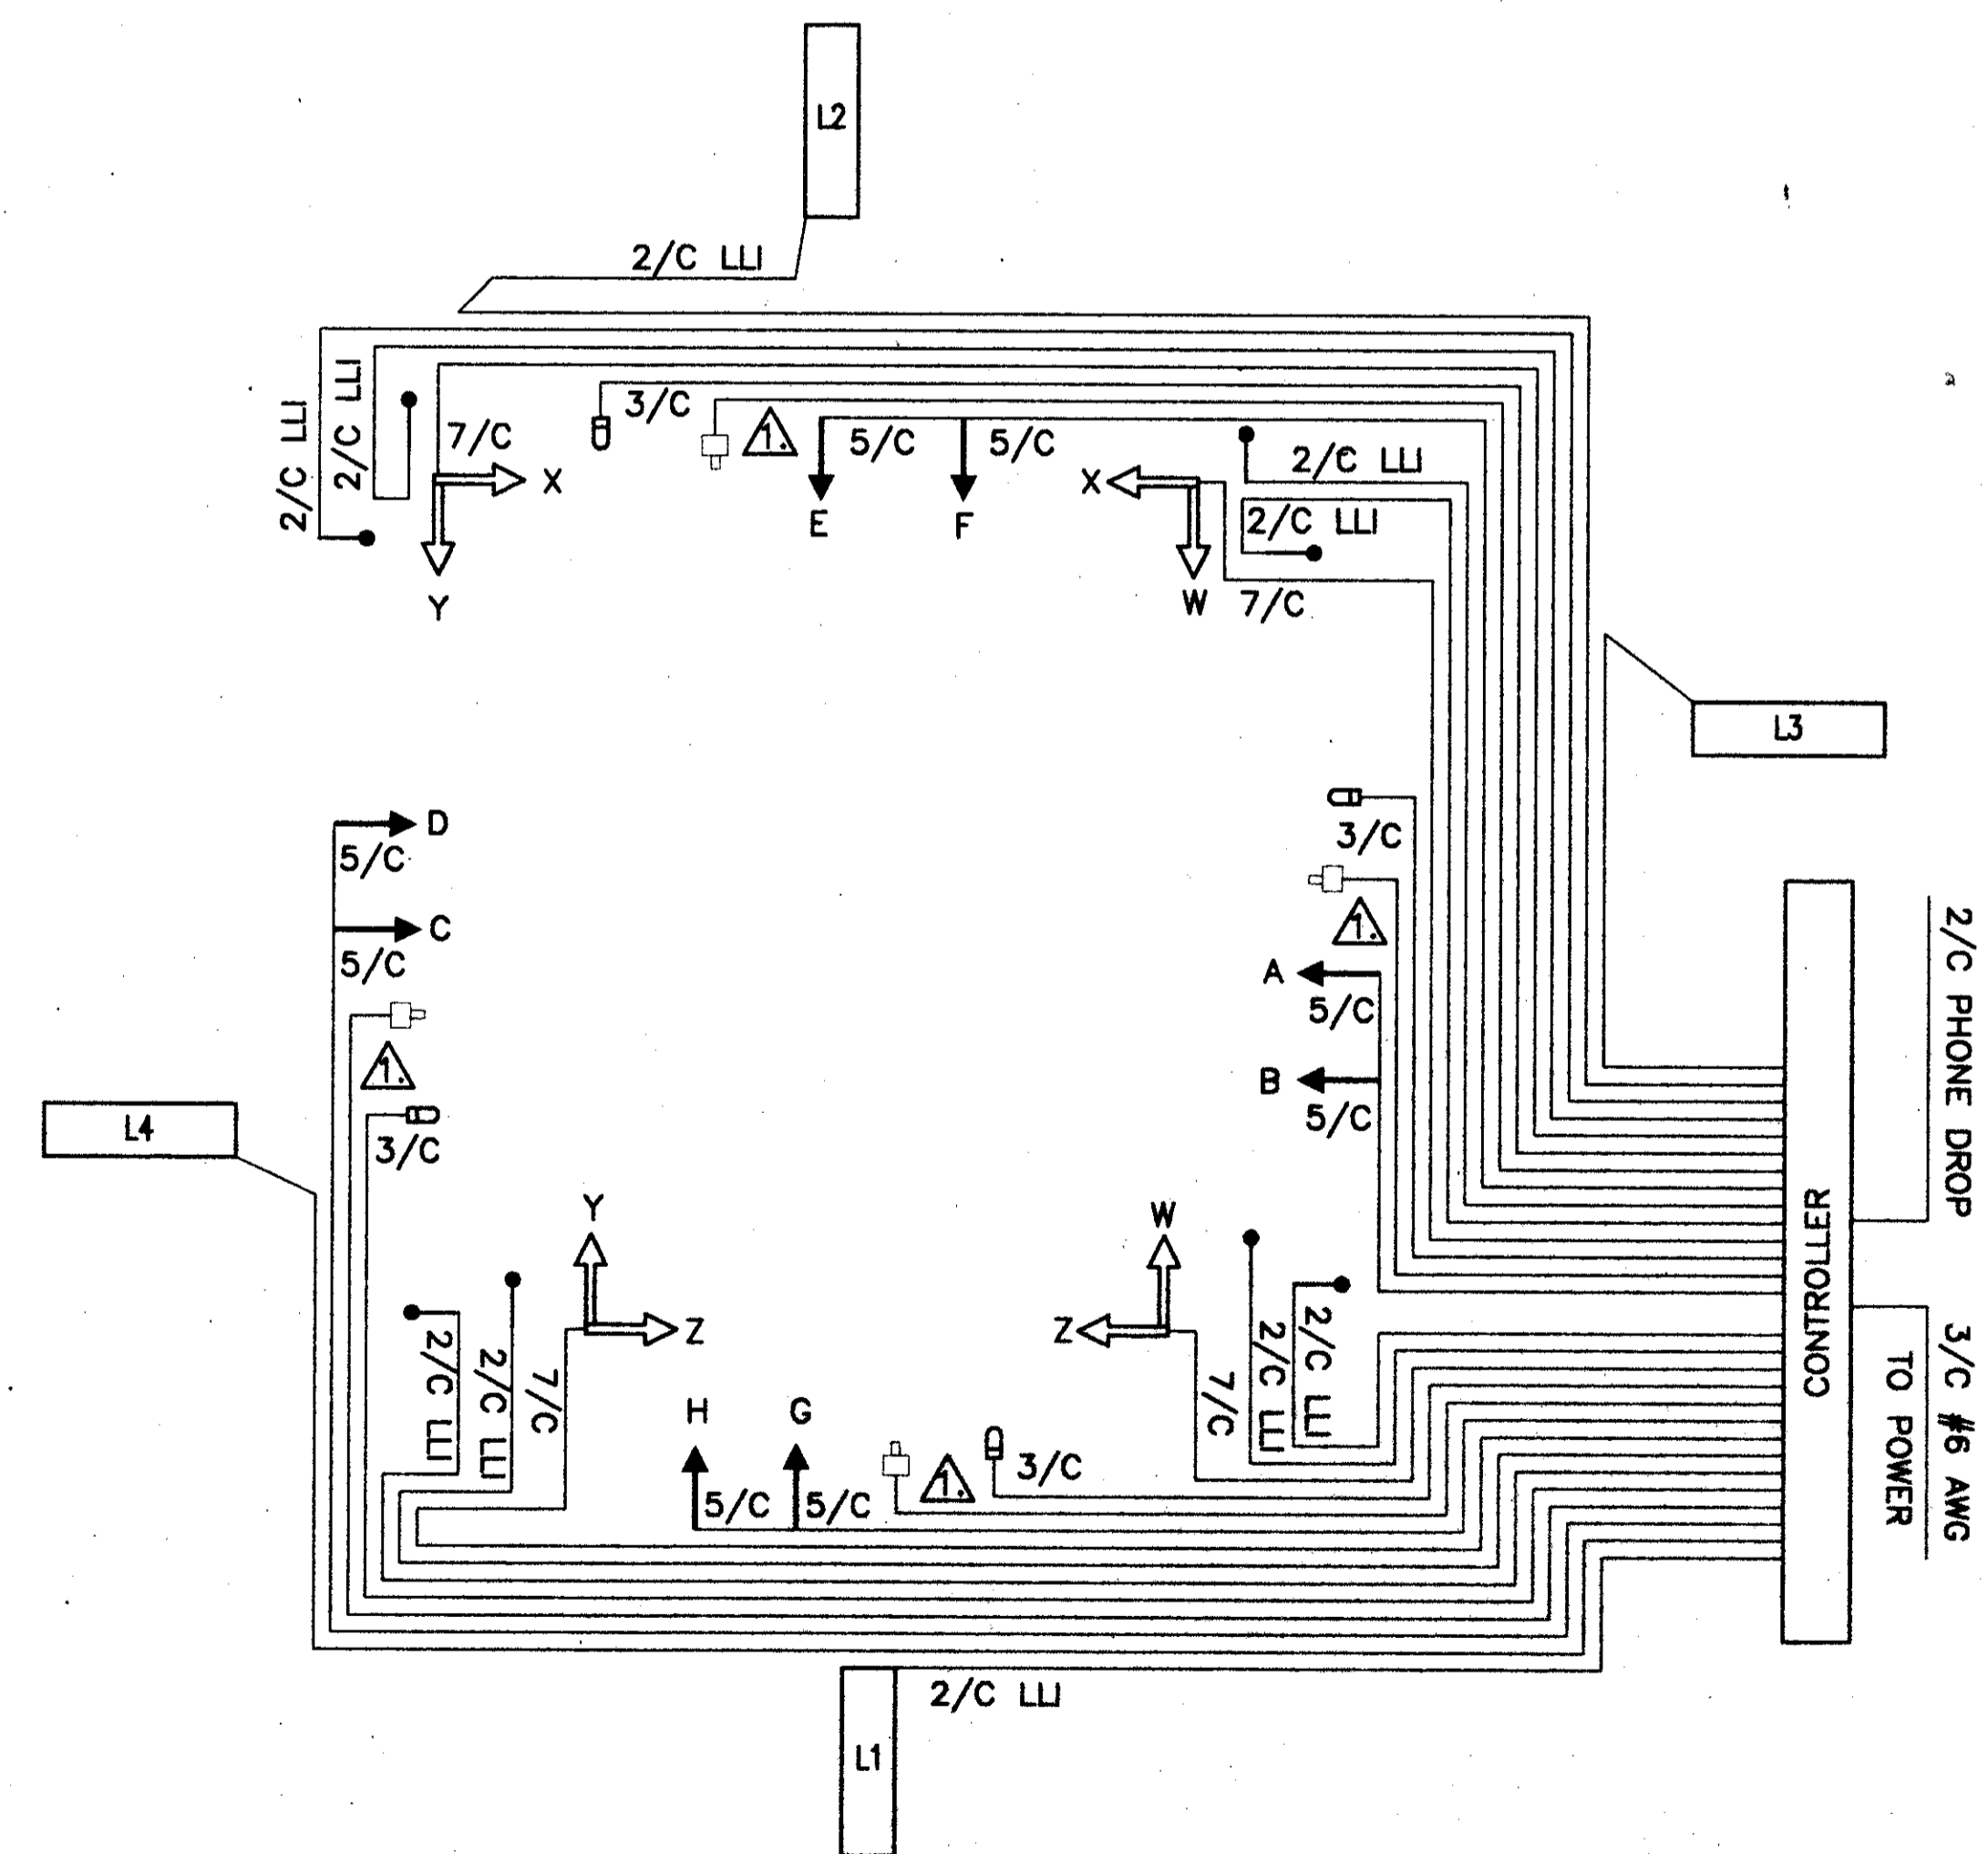 L2
2/C LLI
2/C LLI
2/C LLI
7/C
X
Y
3/C
1.
5/C
E
5/C
F
X
W
2/C LLI
2/C LLI
7/C
L3
3/C
1.
A
5/C
B
5/C
D
5/C
C
5/C
1.
3/C
L4
Y
Z
2/C LLI
2/C LLI
7/C
H
5/C
G
5/C
1.
3/C
W
Z
7/C
2/C LLI
2/C LLI
CONTROLLER
2/C PHONE DROP
3/C #6 AWG
TO POWER
2/C LLI
L1